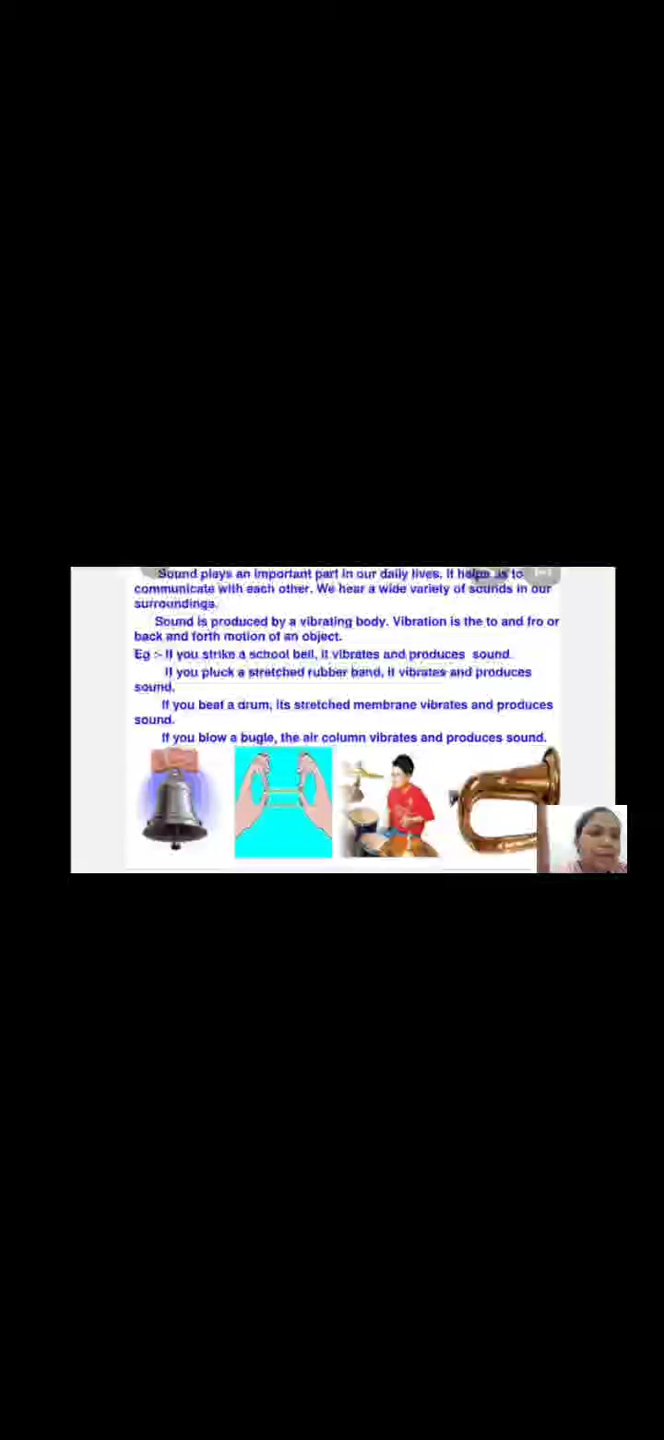 Sound plays an important part in our daily lives. It helps us to
communicate with each other. We hear a wide variety of sounds in our
surroundings.
Sound is produced by a vibrating body. Vibration is the to and fro or
back and forth motion of an object.
Eg :- If you strike a school bell, it vibrates and produces sound.
If you pluck a stretched rubber band, it vibrates and produces
sound.
If you beat a drum, its stretched membrane vibrates and produces
sound.
If you blow a bugle, the air column vibrates and produces sound.